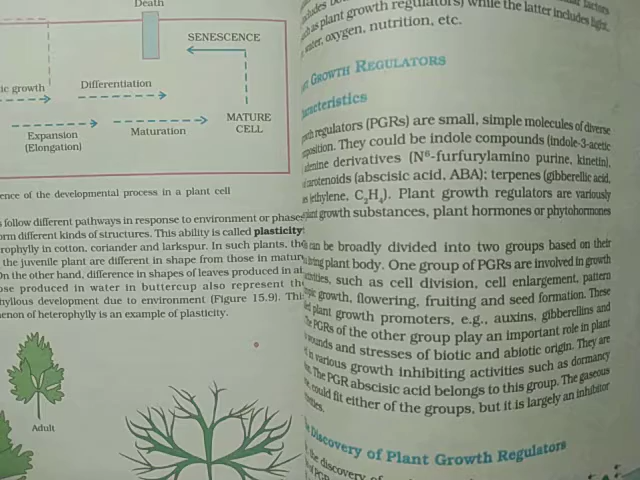 Death
SENESCENCE
ic growth
Differentiation
Expansion
(Elongation)
Maturation
MATURE
CELL
ence of the developmental process in a plant cell
follow different pathways in response to environment or phases
orm different kinds of structures. This ability is called plasticity
rophylly in cotton, coriander and larkspur. In such plants, the
the juvenile plant are different in shape from those in mature
On the other hand, difference in shapes of leaves produced in
ose produced in water in buttercup also represent the
hyllous development due to environment (Figure 15.9). This
enon of heterophylly is an example of plasticity.
Adult
as plant growth regulators) while the latter includes light,
water, oxygen, nutrition, etc.
GROWTH REGULATORS
aracteristics
regulators (PGRs) are small, simple molecules of diverse
position. They could be indole compounds (indole-3-acetic
adenine derivatives (N⁶-furfurylamino purine, kinetin),
carotenoids (abscisic acid, ABA); terpenes (gibberellic acid,
ethylene, C₂H₄). Plant growth regulators are variously
plant growth substances, plant hormones or phytohormones
can be broadly divided into two groups based on their
living plant body. One group of PGRs are involved in growth
activities, such as cell division, cell enlargement, pattern
growth, flowering, fruiting and seed formation. These
plant growth promoters, e.g., auxins, gibberellins and
The PGRs of the other group play an important role in plant
wounds and stresses of biotic and abiotic origin. They are
in various growth inhibiting activities such as dormancy
The PGR abscisic acid belongs to this group. The gaseous
could fit either of the groups, but it is largely an inhibitor
Discovery of Plant Growth Regulators
the discovery of